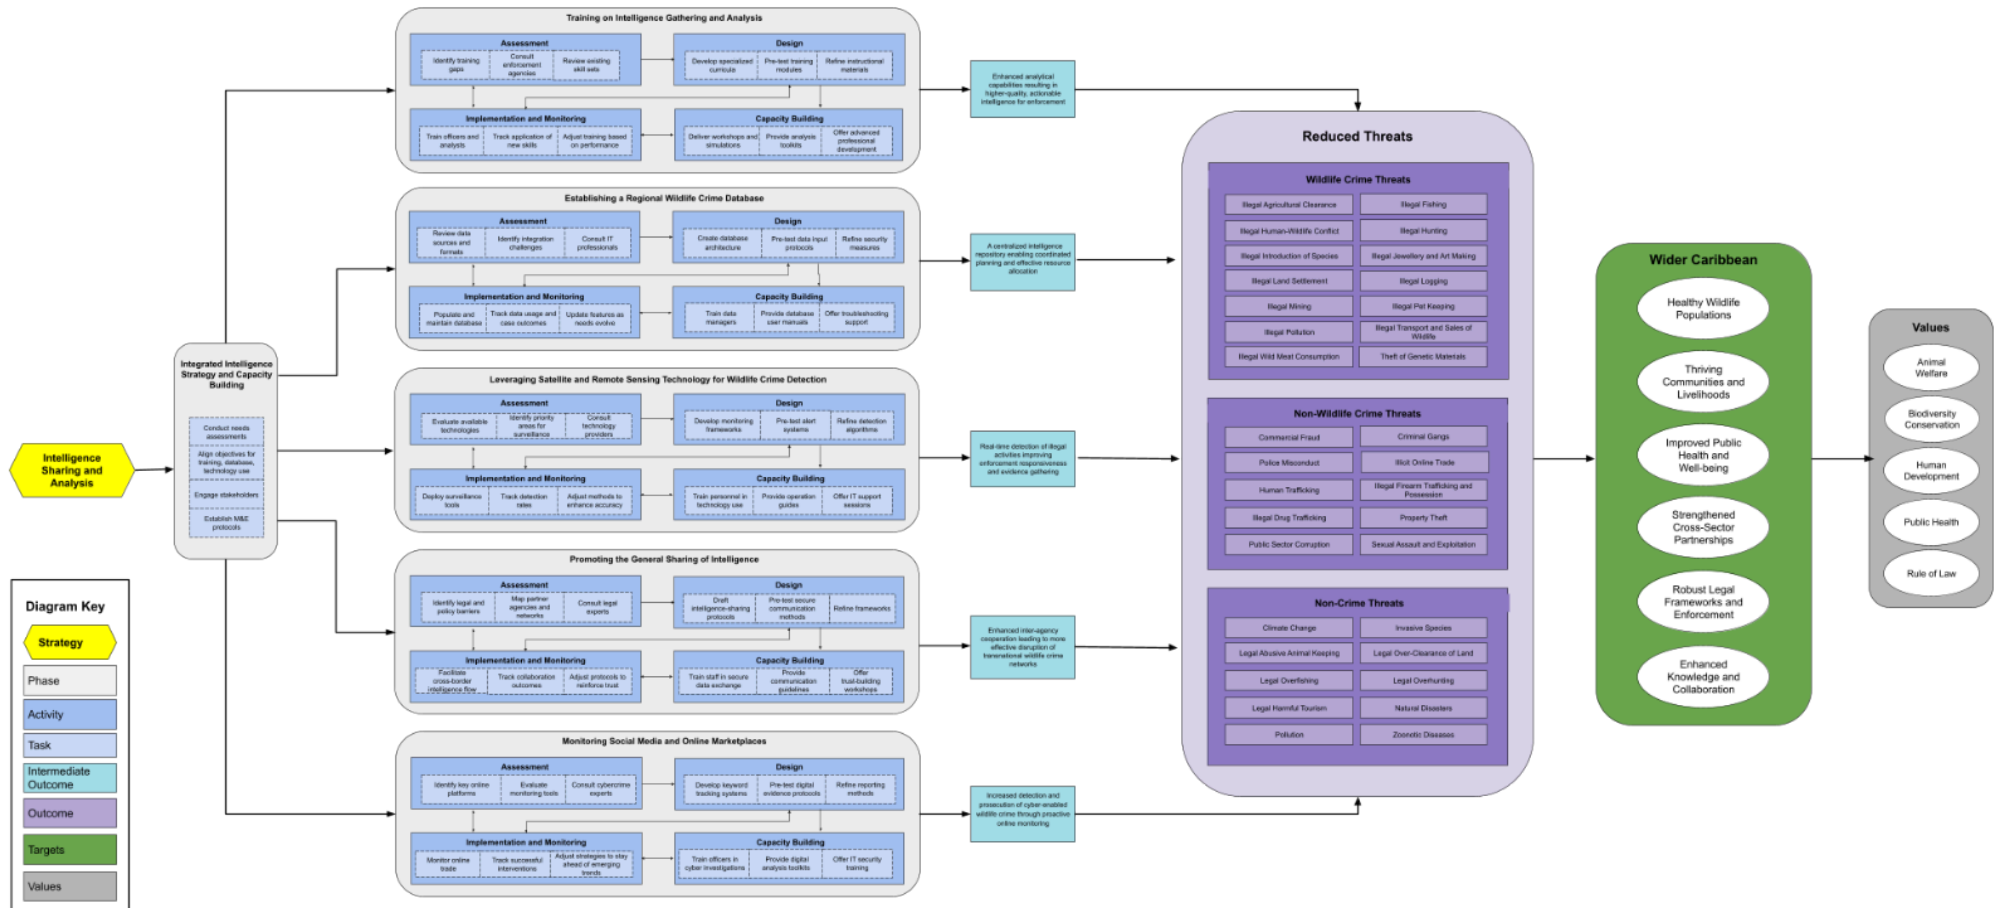 Intelligence
Sharing and
Analysis
Integrated Intelligence
Strategy and Capacity
Building
Conduct needs
assessments
Align objectives for
training, database,
technology use
Engage stakeholders
Establish M&E
protocols
Diagram Key
Strategy
Phase
Activity
Task
Intermediate
Outcome
Outcome
Targets
Values
Training on Intelligence Gathering and Analysis
Assessment
Identify training
gaps
Consult
enforcement
agencies
Review existing
skill sets
Design
Develop specialized
curricula
Pre-test training
modules
Refine instructional
materials
Implementation and Monitoring
Train officers and
analysts
Track application of
new skills
Adjust training based
on performance
Capacity Building
Deliver workshops and
simulations
Provide analysis
toolkits
Offer advanced
professional
development
Establishing a Regional Wildlife Crime Database
Assessment
Review data
sources and
formats
Identify integration
challenges
Consult IT
professionals
Design
Create database
architecture
Pre-test data input
protocols
Refine security
measures
Implementation and Monitoring
Populate and
maintain database
Track data usage and
case outcomes
Update features as
needs evolve
Capacity Building
Train data
managers
Provide database
user manuals
Offer troubleshooting
support
Leveraging Satellite and Remote Sensing Technology for Wildlife Crime Detection
Assessment
Evaluate available
technologies
Identify priority
areas for
surveillance
Consult
technology
providers
Design
Develop monitoring
frameworks
Pre-test alert
systems
Refine detection
algorithms
Implementation and Monitoring
Deploy surveillance
tools
Track detection
rates
Adjust methods to
enhance accuracy
Capacity Building
Train personnel in
technology use
Provide operation
guides
Offer IT support
sessions
Promoting the General Sharing of Intelligence
Assessment
Identify legal and
policy barriers
Map partner
agencies and
networks
Consult legal
experts
Design
Draft
intelligence-sharing
protocols
Pre-test secure
communication
methods
Refine frameworks
Implementation and Monitoring
Facilitate
cross-border
intelligence flow
Track collaboration
outcomes
Adjust protocols to
reinforce trust
Capacity Building
Train staff in secure
data exchange
Provide
communication
guidelines
Offer
trust-building
workshops
Monitoring Social Media and Online Marketplaces
Assessment
Identify key online
platforms
Evaluate
monitoring tools
Consult cybercrime
experts
Design
Develop keyword
tracking systems
Pre-test digital
evidence protocols
Refine reporting
methods
Implementation and Monitoring
Monitor online
trade
Track successful
interventions
Adjust strategies to stay
ahead of emerging
trends
Capacity Building
Train officers in
cyber investigations
Provide digital
analysis toolkits
Offer IT security
training
Enhanced analytical
capabilities resulting in
higher-quality, actionable
intelligence for enforcement
A centralized intelligence
repository enabling coordinated
planning and effective resource
allocation
Real-time detection of illegal
activities improving
enforcement responsiveness
and evidence gathering
Enhanced inter-agency
cooperation leading to more
effective disruption of
transnational wildlife crime
networks
Increased detection and
prosecution of cyber-enabled
wildlife crime through proactive
online monitoring
Reduced Threats
Wildlife Crime Threats
Illegal Agricultural Clearance
Illegal Fishing
Illegal Human-Wildlife Conflict
Illegal Hunting
Illegal Introduction of Species
Illegal Jewellery and Art Making
Illegal Land Settlement
Illegal Logging
Illegal Mining
Illegal Pet Keeping
Illegal Pollution
Illegal Transport and Sales of
Wildlife
Illegal Wild Meat Consumption
Theft of Genetic Materials
Non-Wildlife Crime Threats
Commercial Fraud
Criminal Gangs
Police Misconduct
Illicit Online Trade
Human Trafficking
Illegal Firearm Trafficking and
Possession
Illegal Drug Trafficking
Property Theft
Public Sector Corruption
Sexual Assault and Exploitation
Non-Crime Threats
Climate Change
Invasive Species
Legal Abusive Animal Keeping
Legal Over-Clearance of Land
Legal Overfishing
Legal Overhunting
Legal Harmful Tourism
Natural Disasters
Pollution
Zoonotic Diseases
Wider Caribbean
Healthy Wildlife
Populations
Thriving
Communities and
Livelihoods
Improved Public
Health and
Well-being
Strengthened
Cross-Sector
Partnerships
Robust Legal
Frameworks and
Enforcement
Enhanced
Knowledge and
Collaboration
Values
Animal
Welfare
Biodiversity
Conservation
Human
Development
Public Health
Rule of Law